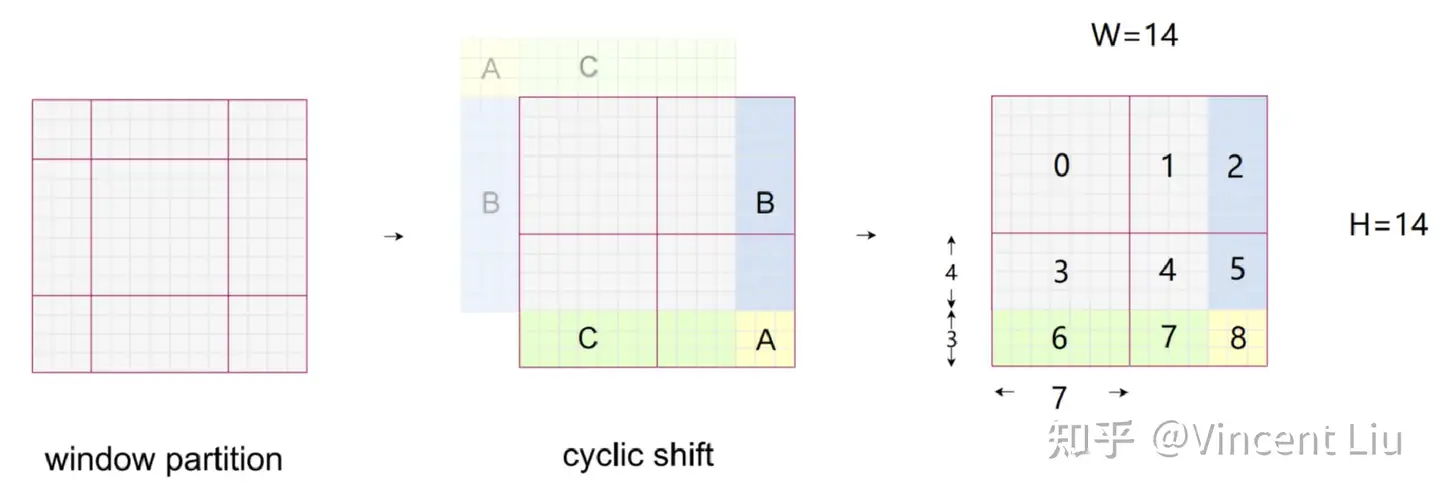 A C
B
B
C A
window partition
cyclic shift
W=14
H=14
0 1 2
3 4 5
6 7 8
4
3
7
知乎 @Vincent Liu